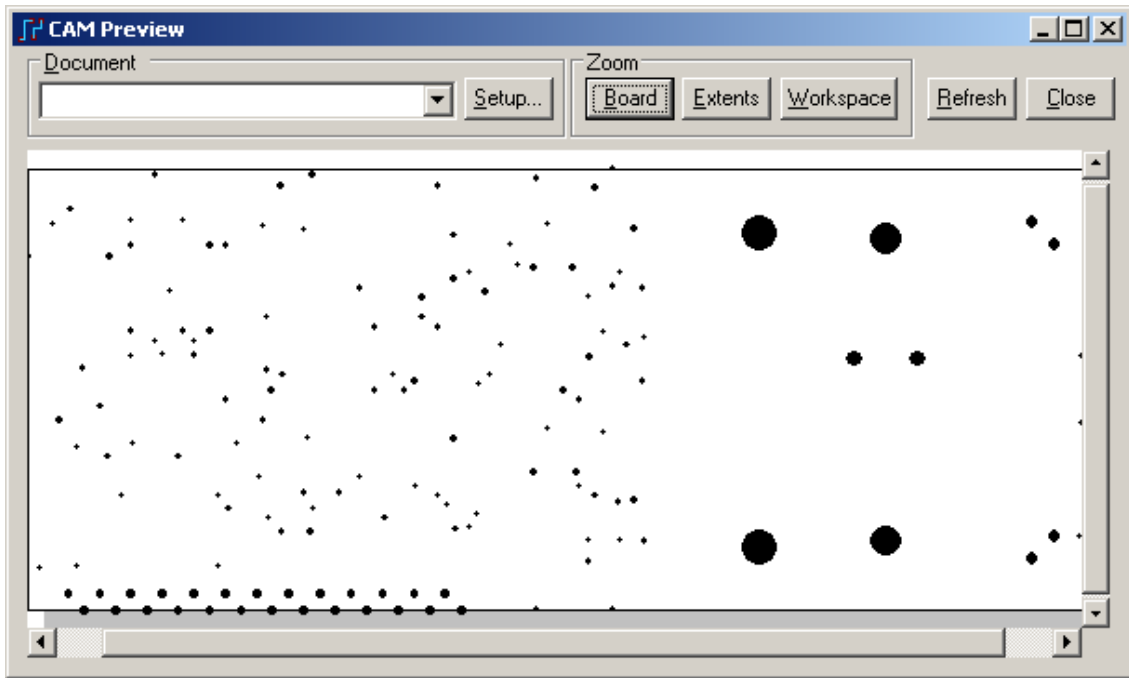 CAM Preview
Document
Zoom
Setup...
Board
Extents
Workspace
Refresh
Close